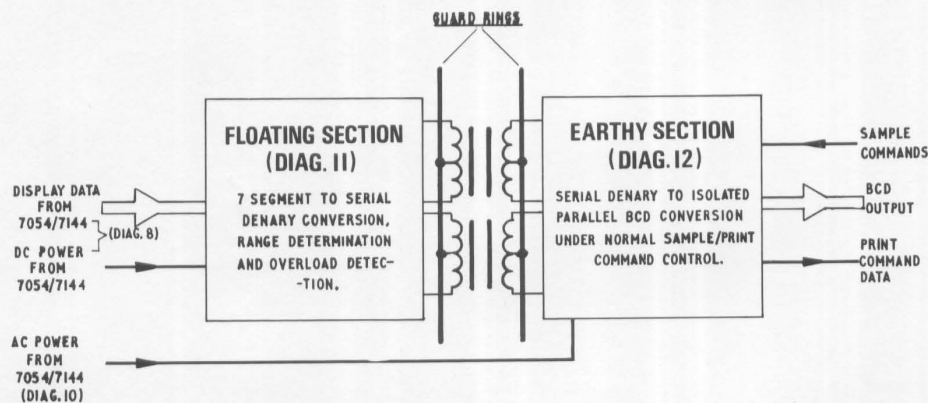 GUARD RINGS
FLOATING SECTION
(DIAG. 11)
7 SEGMENT TO SERIAL
DENARY CONVERSION,
RANGE DETERMINATION
AND OVERLOAD DETEC-
-TION.
EARTHY SECTION
(DIAG. 12)
SERIAL DENARY TO ISOLATED
PARALLEL BCD CONVERSION
UNDER NORMAL SAMPLE/PRINT
COMMAND CONTROL.
DISPLAY DATA
FROM
7054/7144
(DIAG. 8)
DC POWER
FROM
7054/7144
AC POWER
FROM
7054/7144
(DIAG. 10)
SAMPLE
COMMANDS
BCD
OUTPUT
PRINT
COMMAND
DATA